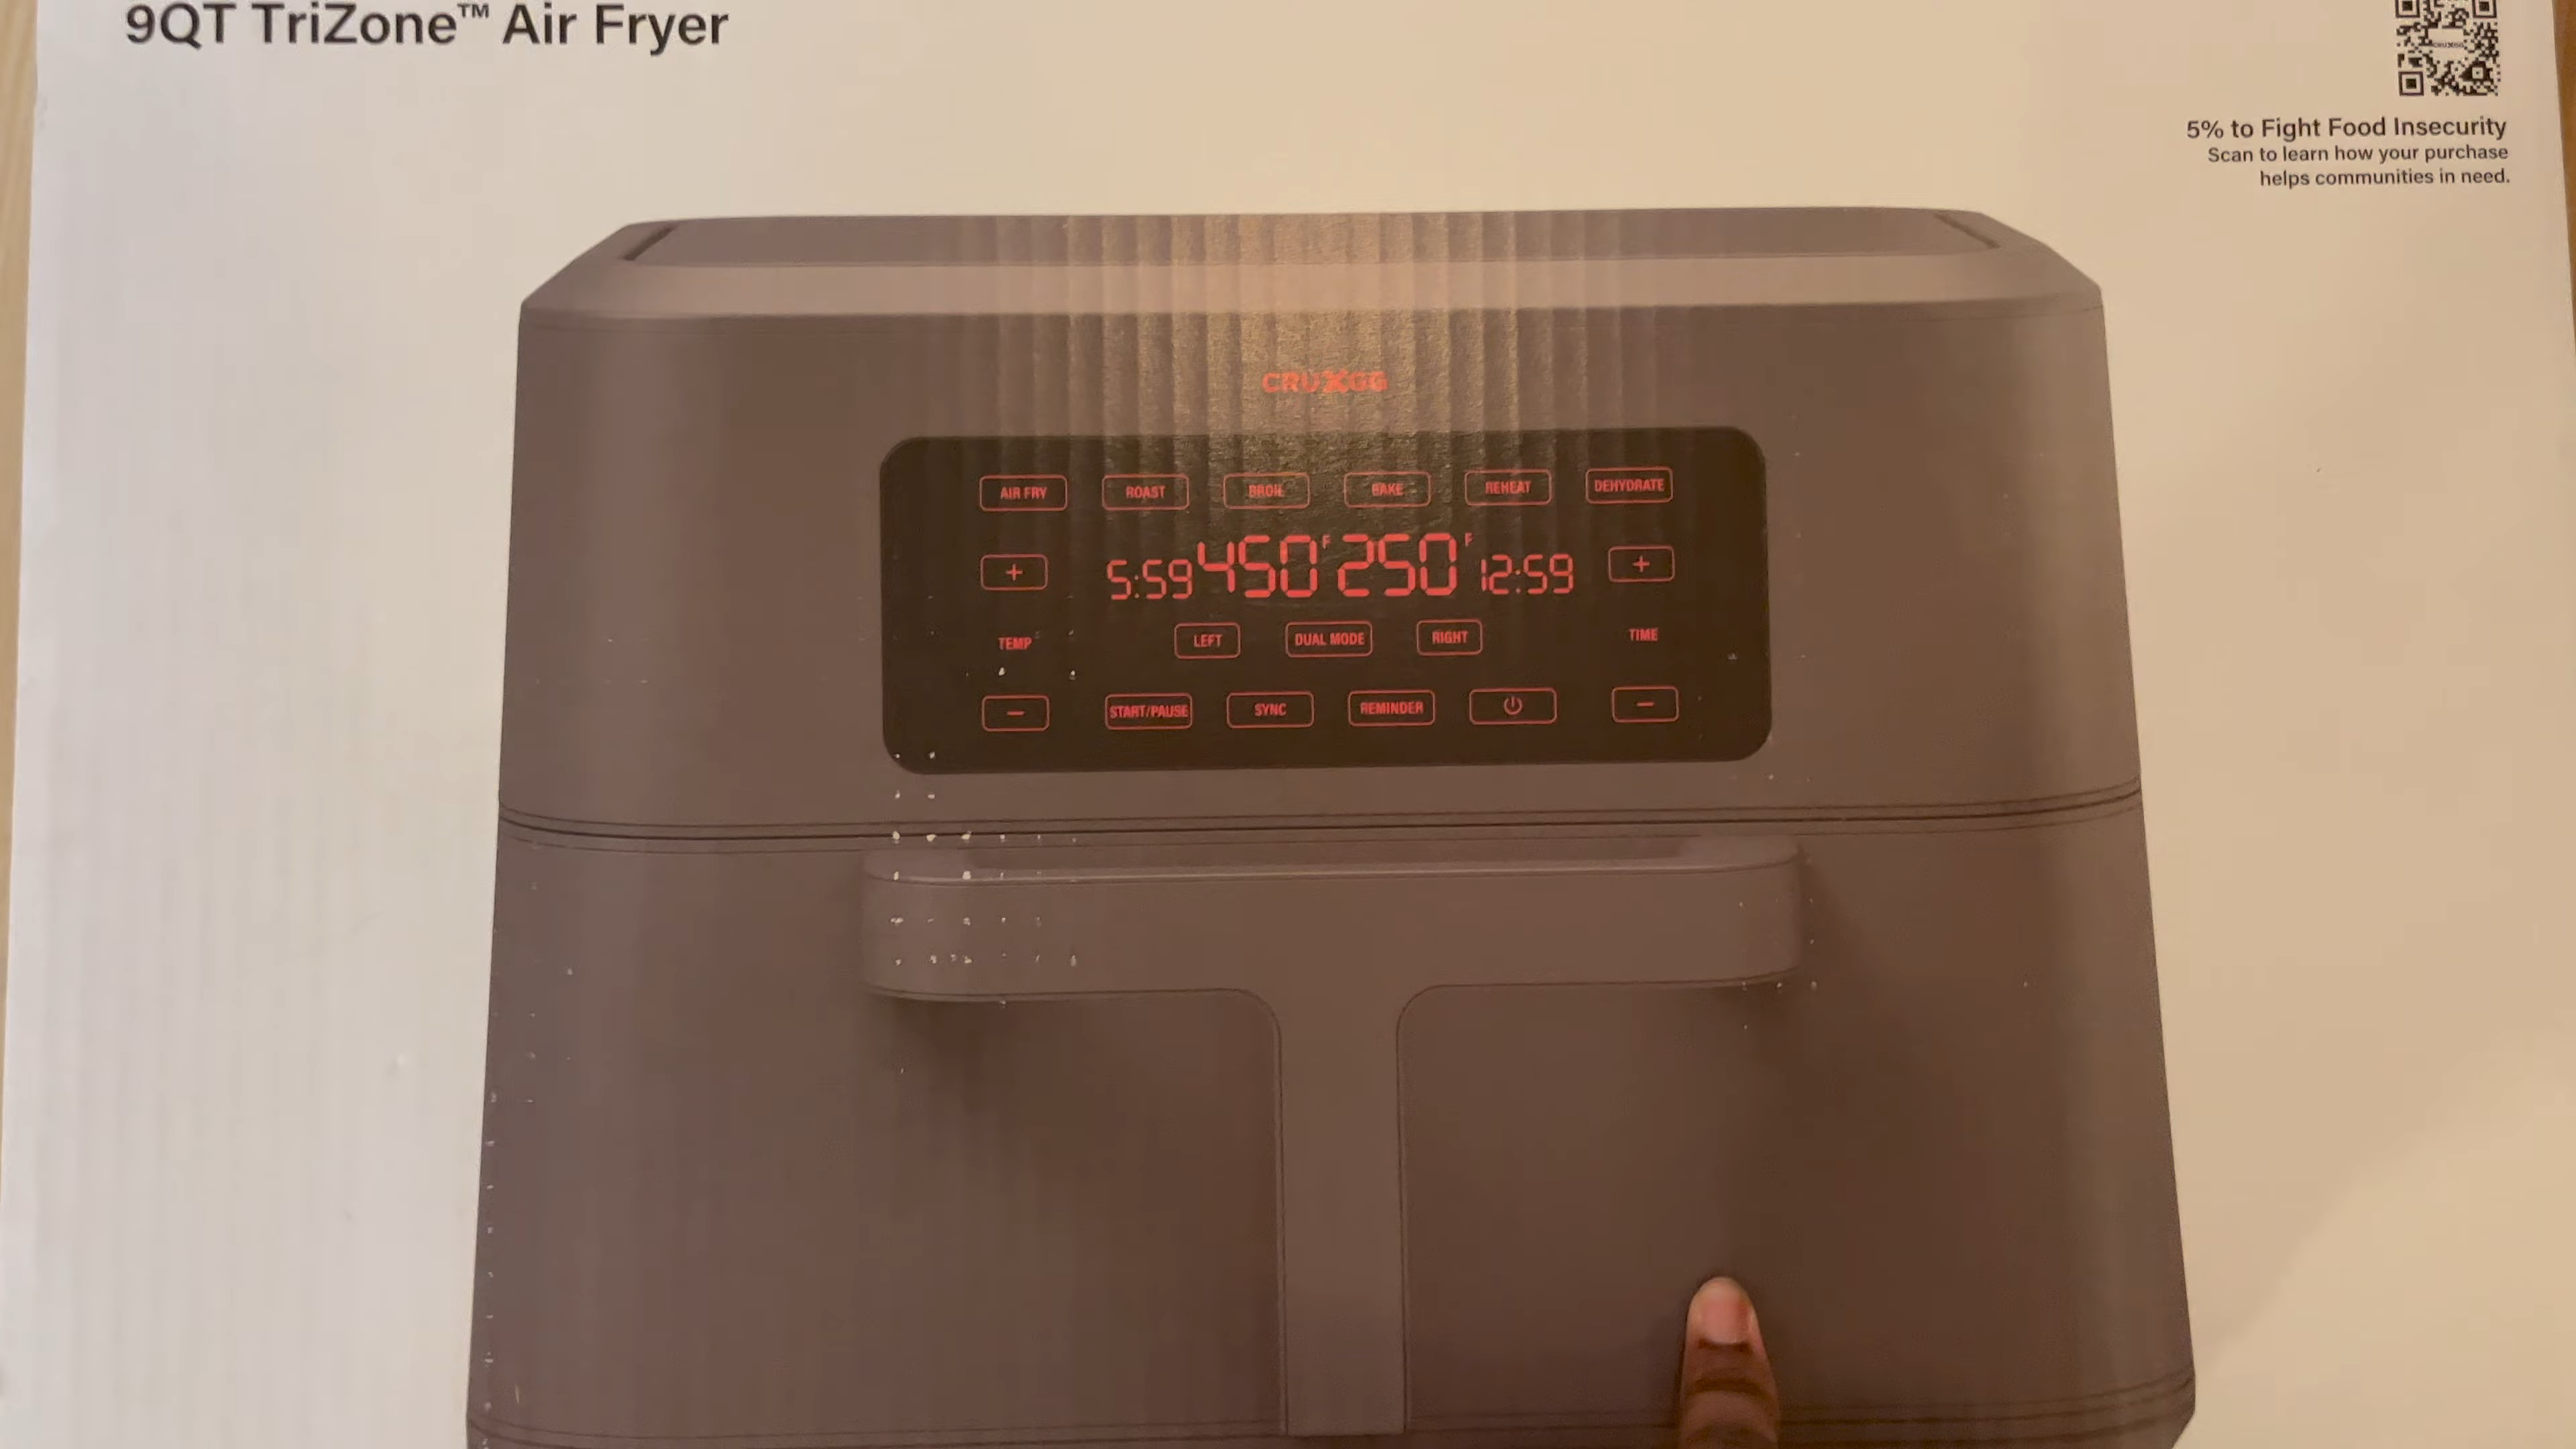 9QT TriZone™ Air Fryer
CRUXGG
5% to Fight Food Insecurity
Scan to learn how your purchase
helps communities in need.
CRUXGG
AIR FRY ROAST BROIL BAKE REHEAT DEHYDRATE
+ 5:59 450°F 250°F 12:59 +
TEMP LEFT DUAL MODE RIGHT TIME
− START/PAUSE SYNC REMINDER −